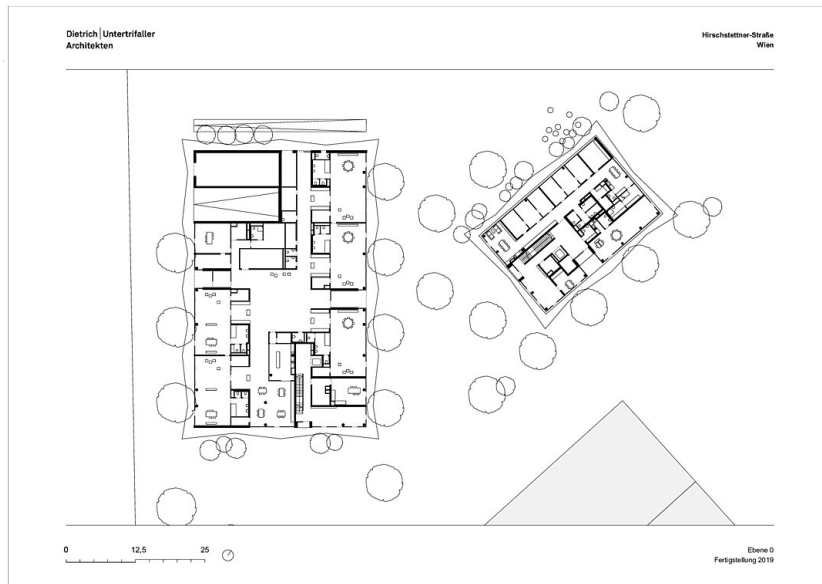 Dietrich|Untertrifaller
Architekten
Hirschstettner-Straße
Wien
0 12,5 25
Ebene 0
Fertigstellung 2019